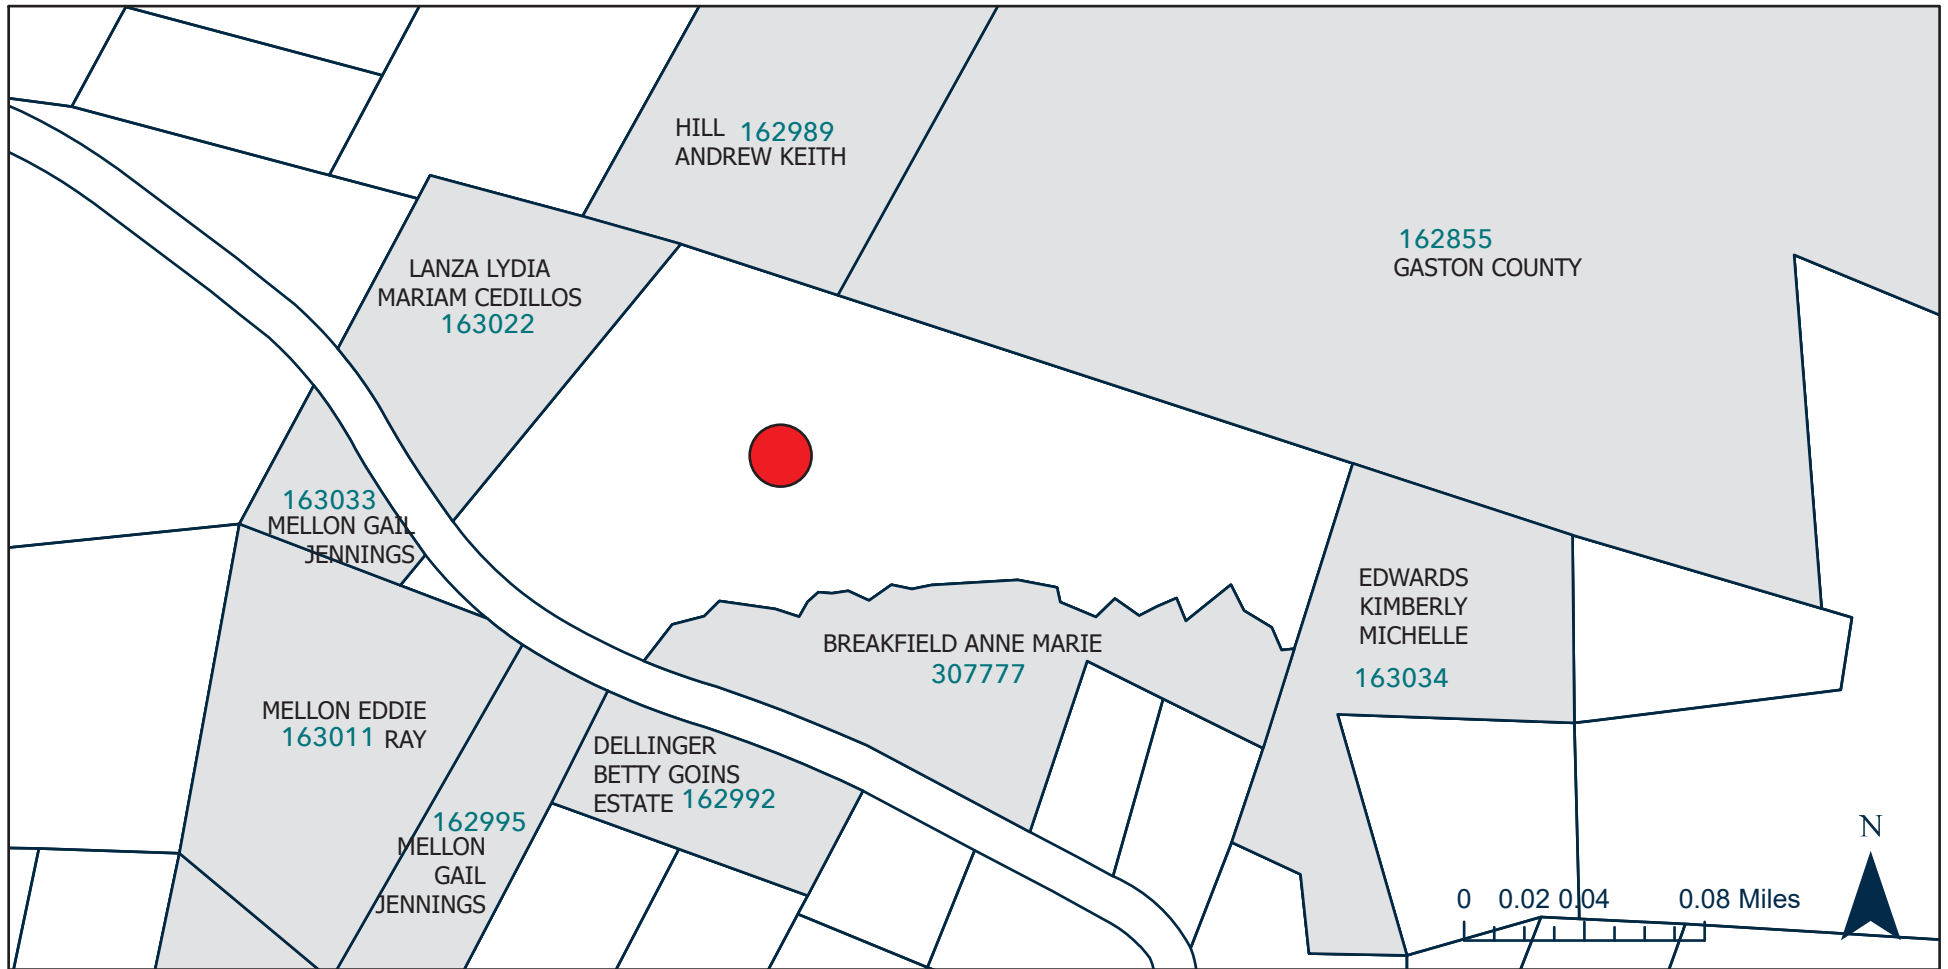 HILL 162989
ANDREW KEITH
162855
GASTON COUNTY
LANZA LYDIA
MARIAM CEDILLOS
163022
163033
MELLON GAIL
JENNINGS
EDWARDS
KIMBERLY
MICHELLE
163034
BREAKFIELD ANNE MARIE
307777
MELLON EDDIE
163011 RAY
DELLINGER
BETTY GOINS
ESTATE 162992
162995
MELLON
GAIL
JENNINGS
N
0 0.02 0.04 0.08 Miles